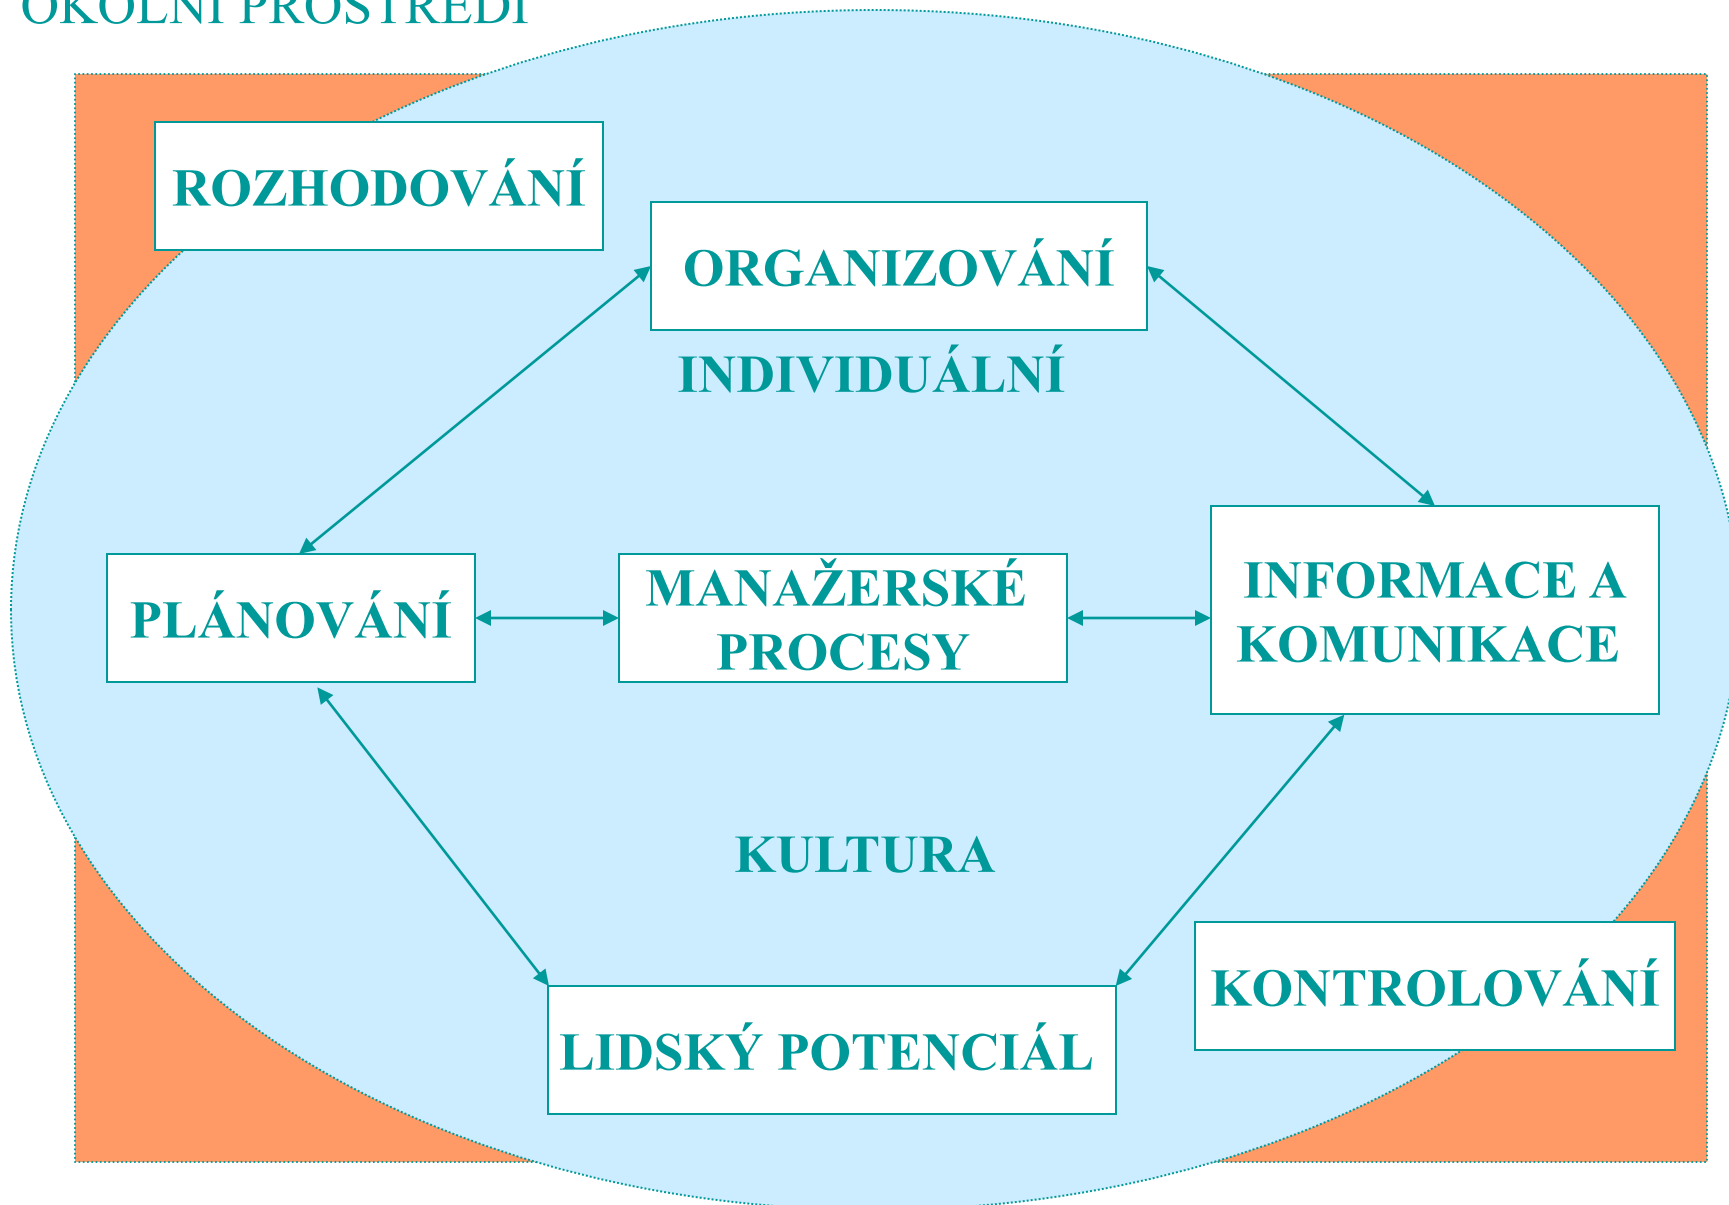 OKOLNÍ PROSTŘEDÍ
ROZHODOVÁNÍ
ORGANIZOVÁNÍ
INDIVIDUÁLNÍ
PLÁNOVÁNÍ
MANAŽERSKÉ
PROCESY
INFORMACE A
KOMUNIKACE
KULTURA
KONTROLOVÁNÍ
LIDSKÝ POTENCIÁL